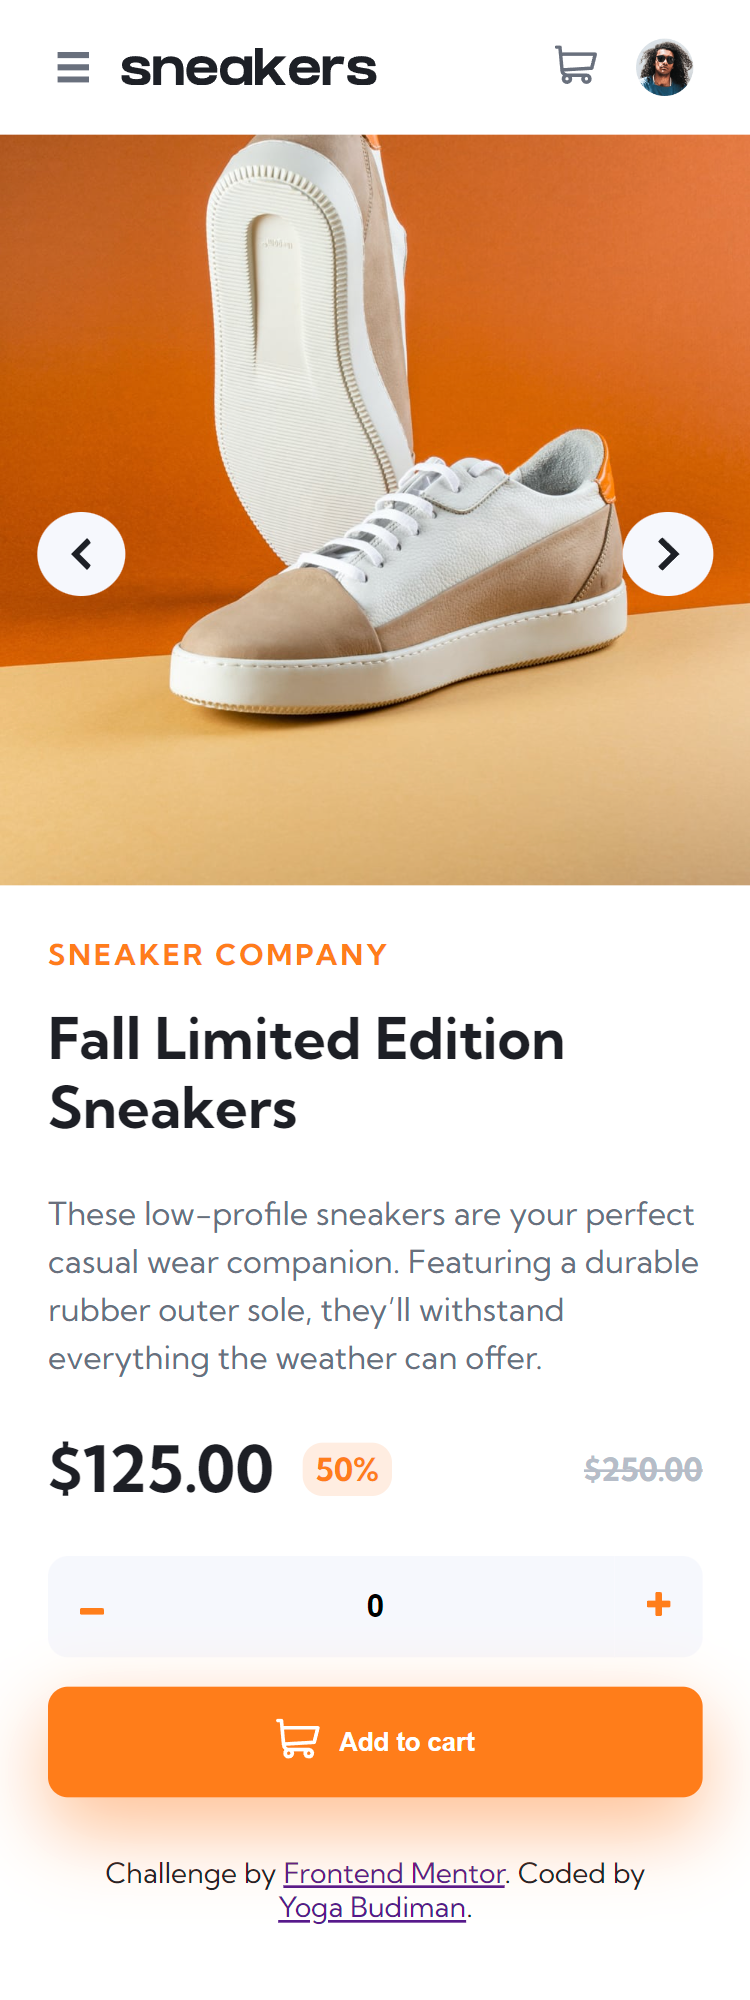 sneakers
SNEAKER COMPANY
Fall Limited Edition
Sneakers
These low-profile sneakers are your perfect
casual wear companion. Featuring a durable
rubber outer sole, they’ll withstand
everything the weather can offer.
$125.00 50% $250.00
0
Add to cart
Challenge by Frontend Mentor. Coded by
Yoga Budiman.